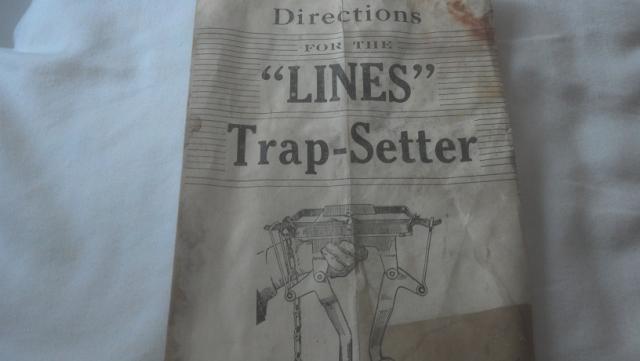 Directions
FOR THE
“LINES”
Trap-Setter